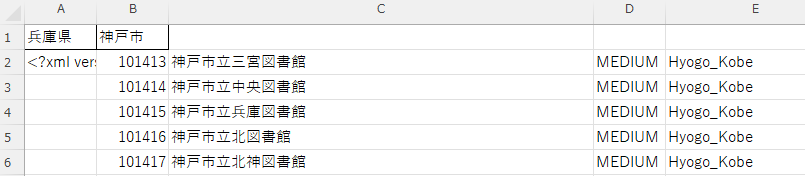 A B C D E
1 兵庫県 神戸市
2 <?xml vers 101413 神戸市立三宮図書館 MEDIUM Hyogo_Kobe
3 101414 神戸市立中央図書館 MEDIUM Hyogo_Kobe
4 101415 神戸市立兵庫図書館 MEDIUM Hyogo_Kobe
5 101416 神戸市立北図書館 MEDIUM Hyogo_Kobe
6 101417 神戸市立北神図書館 MEDIUM Hyogo_Kobe